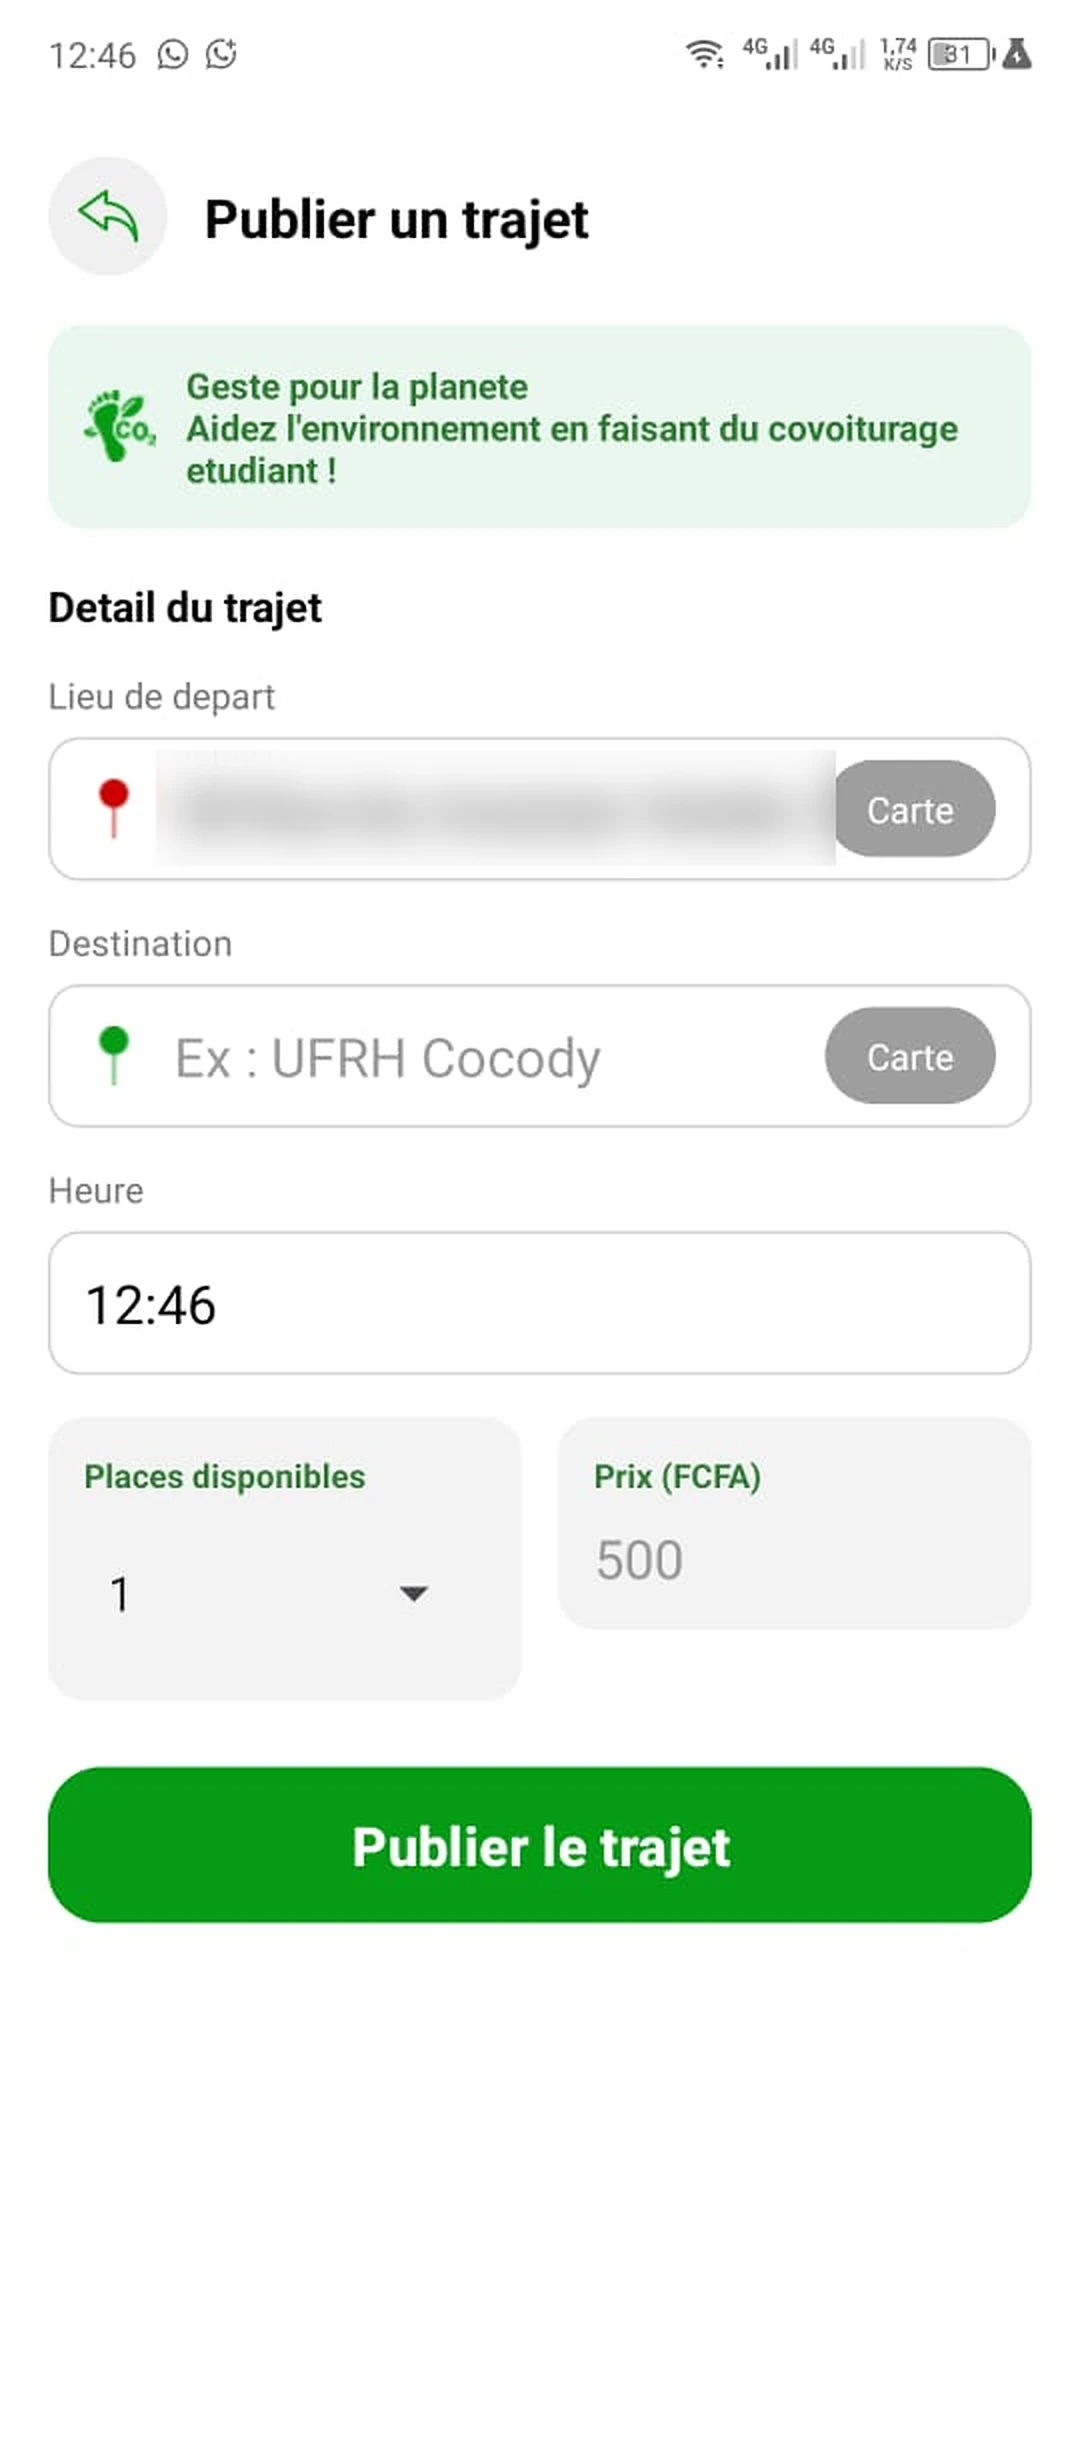 12:46 4G 4G 1,74 K/S 31
Publier un trajet
Geste pour la planete
CO2 Aidez l'environnement en faisant du covoiturage
etudiant !
Detail du trajet
Lieu de depart
Carte
Destination
Ex : UFRH Cocody Carte
Heure
12:46
Places disponibles Prix (FCFA)
500
1
Publier le trajet